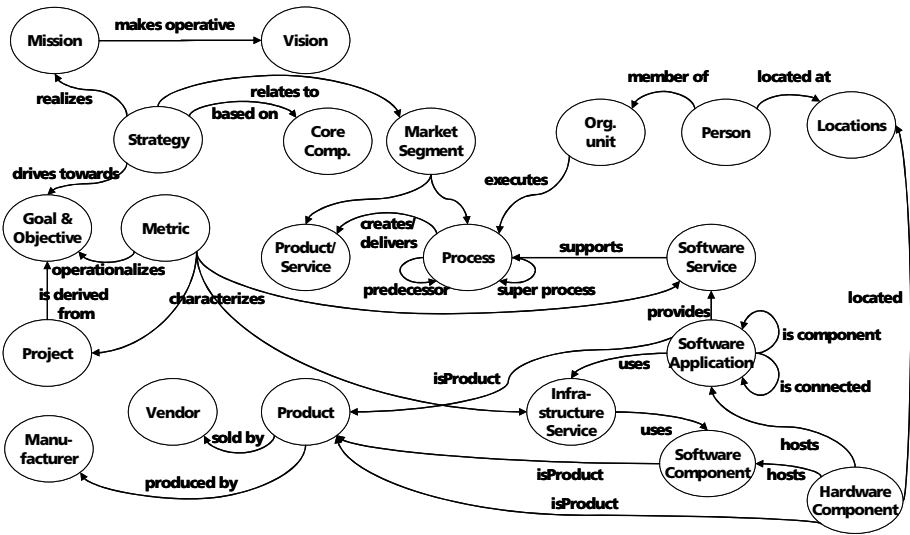 makes operative
Mission
Vision
member of
located at
relates to
realizes
based on
Strategy
Core
Comp.
Market
Segment
Org.
unit
Person
Locations
drives towards
executes
Goal &
Objective
Metric
creates/
delivers
Product/
Service
Process
supports
Software
Service
operationalizes
is derived
from
characterizes
predecessor
super process
located
provides
Project
Software
Application
is component
uses
isProduct
is connected
Vendor
Product
Infra-
structure
Service
Manu-
facturer
sold by
uses
hosts
Software
Component
isProduct
hosts
produced by
isProduct
Hardware
Component